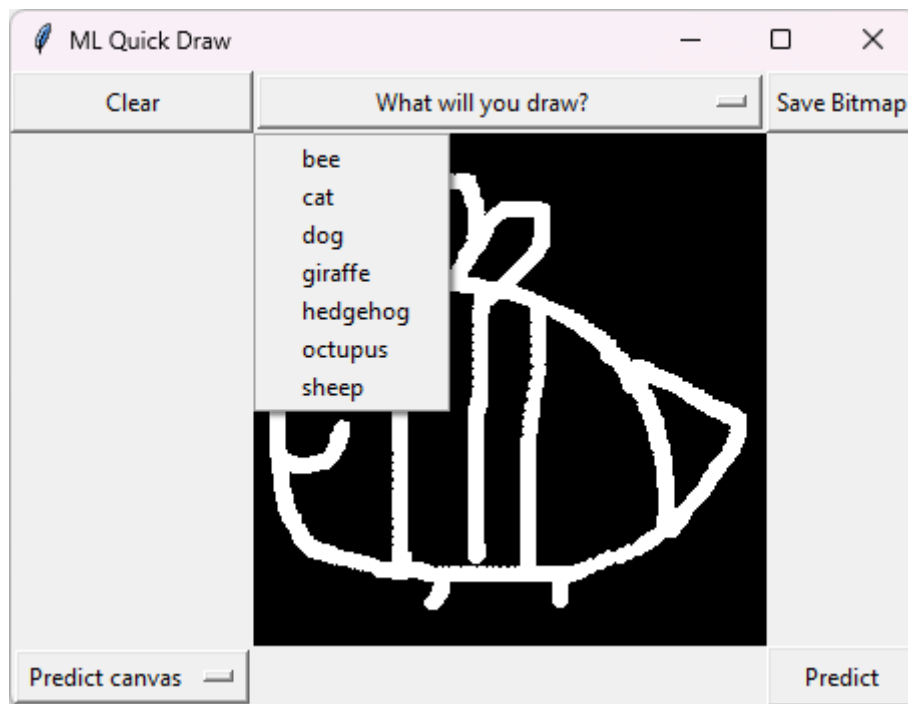 ML Quick Draw
Clear
What will you draw?
Save Bitmap
bee
cat
dog
giraffe
hedgehog
octupus
sheep
Predict canvas
Predict